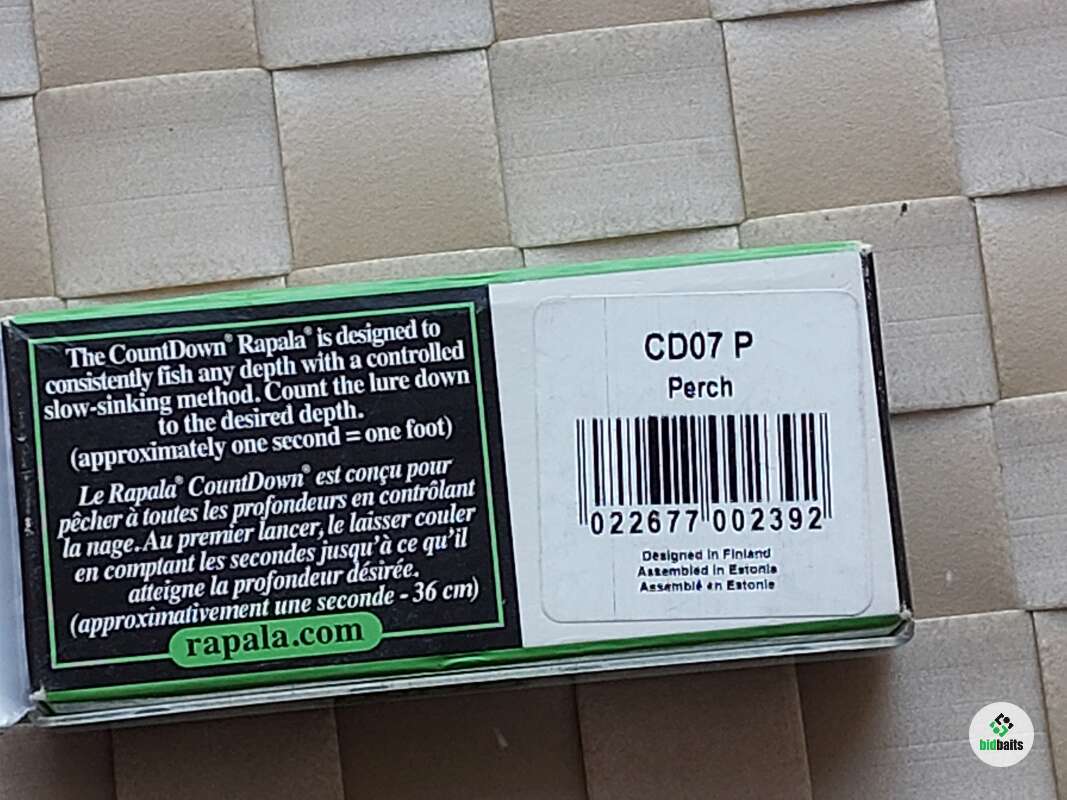 The CountDown® Rapala® is designed to
consistently fish any depth with a controlled
slow-sinking method. Count the lure down
to the desired depth.
(approximately one second = one foot)
Le Rapala® CountDown® est conçu pour
pêcher à toutes les profondeurs en contrôlant
la nage. Au premier lancer, le laisser couler
en comptant les secondes jusqu'à ce qu'il
atteigne la profondeur désirée.
(approximativement une seconde - 36 cm)
rapala.com
CD07 P
Perch
022677 002392
Designed in Finland
Assembled in Estonia
Assemblé en Estonie
bidbaits